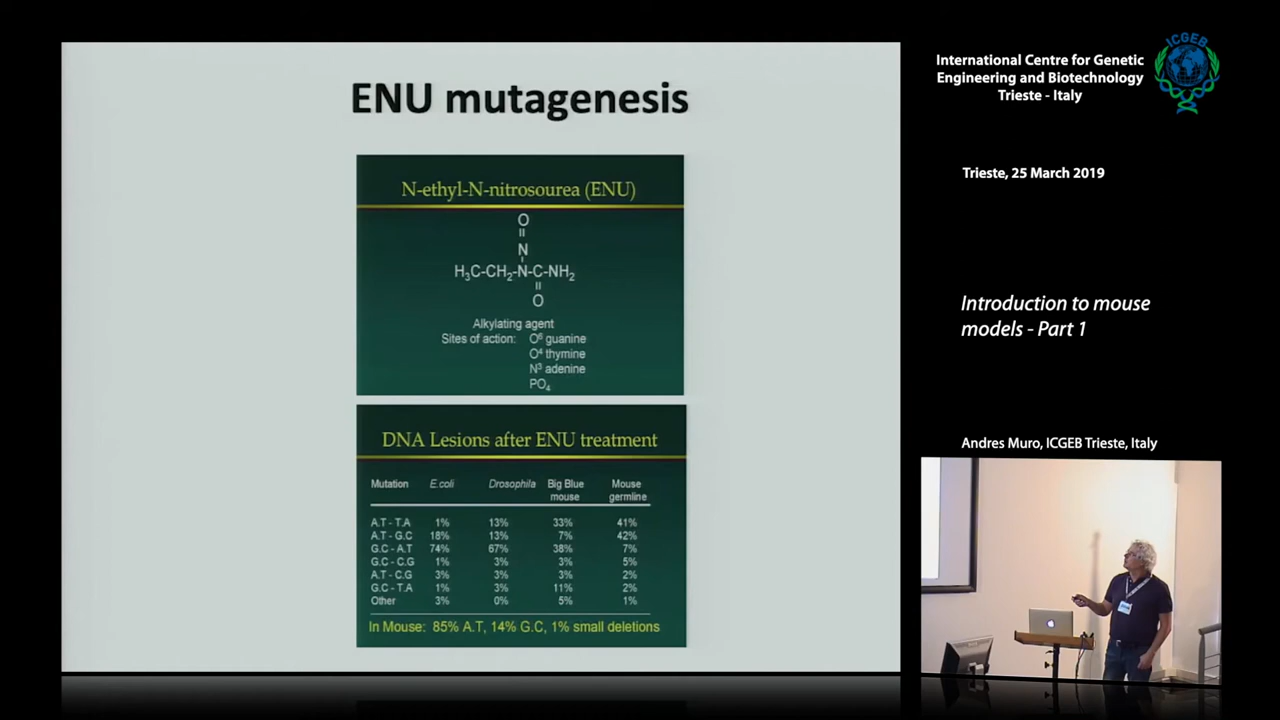 ENU mutagenesis
N-ethyl-N-nitrosourea (ENU)
O
N
H₃C-CH₂-N-C-NH₂
O
Alkylating agent
Sites of action: O⁶ guanine
O⁴ thymine
N³ adenine
PO₄
DNA Lesions after ENU treatment
Mutation E.coli Drosophila Big Blue mouse Mouse germline
A.T - T.A 1% 13% 33% 41%
A.T - G.C 18% 13% 7% 42%
G.C - A.T 74% 67% 38% 7%
G.C - C.G 1% 3% 3% 5%
A.T - C.G 3% 3% 3% 2%
G.C - T.A 1% 3% 11% 2%
Other 3% 0% 5% 1%
In Mouse: 85% A.T, 14% G.C, 1% small deletions
International Centre for Genetic
Engineering and Biotechnology
Trieste - Italy
ICGEB
Trieste, 25 March 2019
Introduction to mouse
models - Part 1
Andres Muro, ICGEB Trieste, Italy